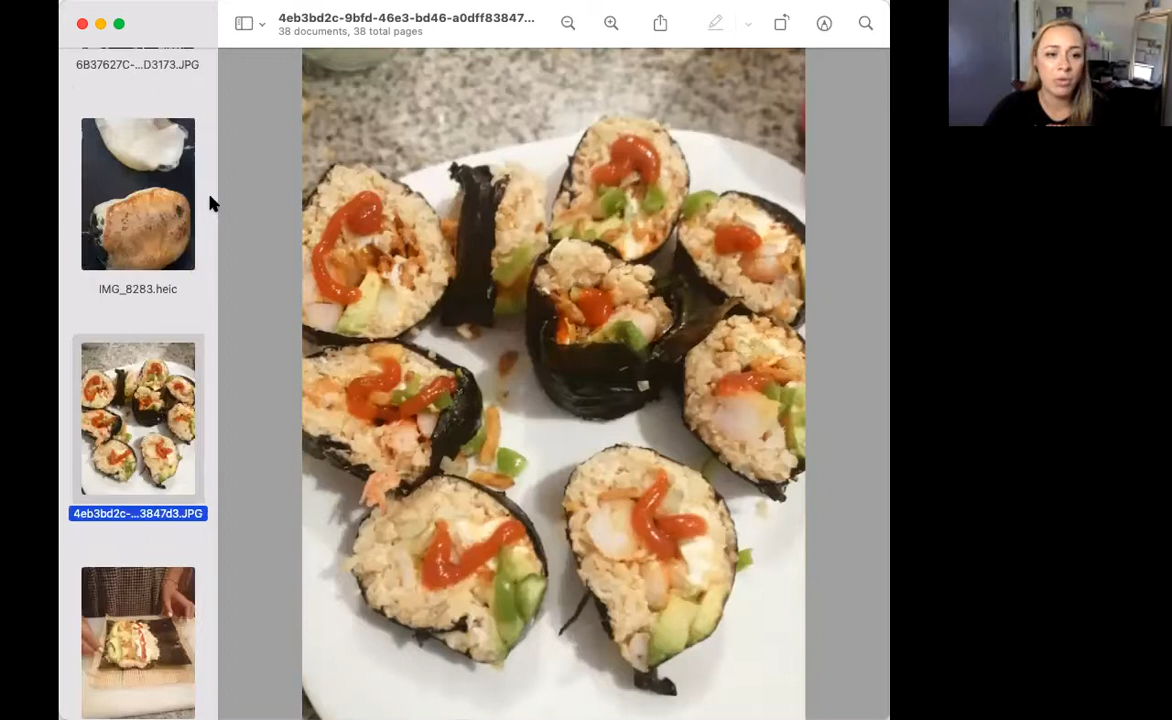 4eb3bd2c-9bfd-46e3-bd46-a0dff83847...
38 documents, 38 total pages
6B37627C-...D3173.JPG
IMG_8283.heic
4eb3bd2c-...3847d3.JPG